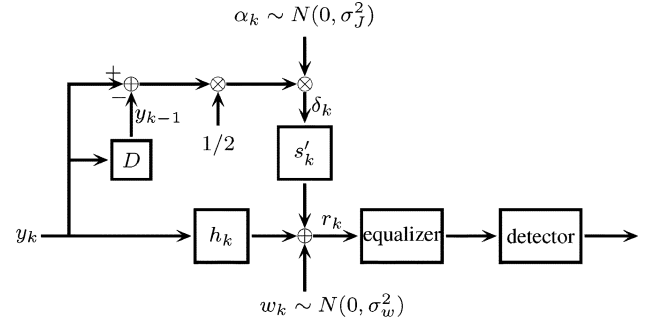 α_k ∼ N(0, σ_J^2)
+
−
y_{k−1}
1/2
δ_k
D
s′_k
y_k
h_k
r_k
equalizer
detector
w_k ∼ N(0, σ_w^2)